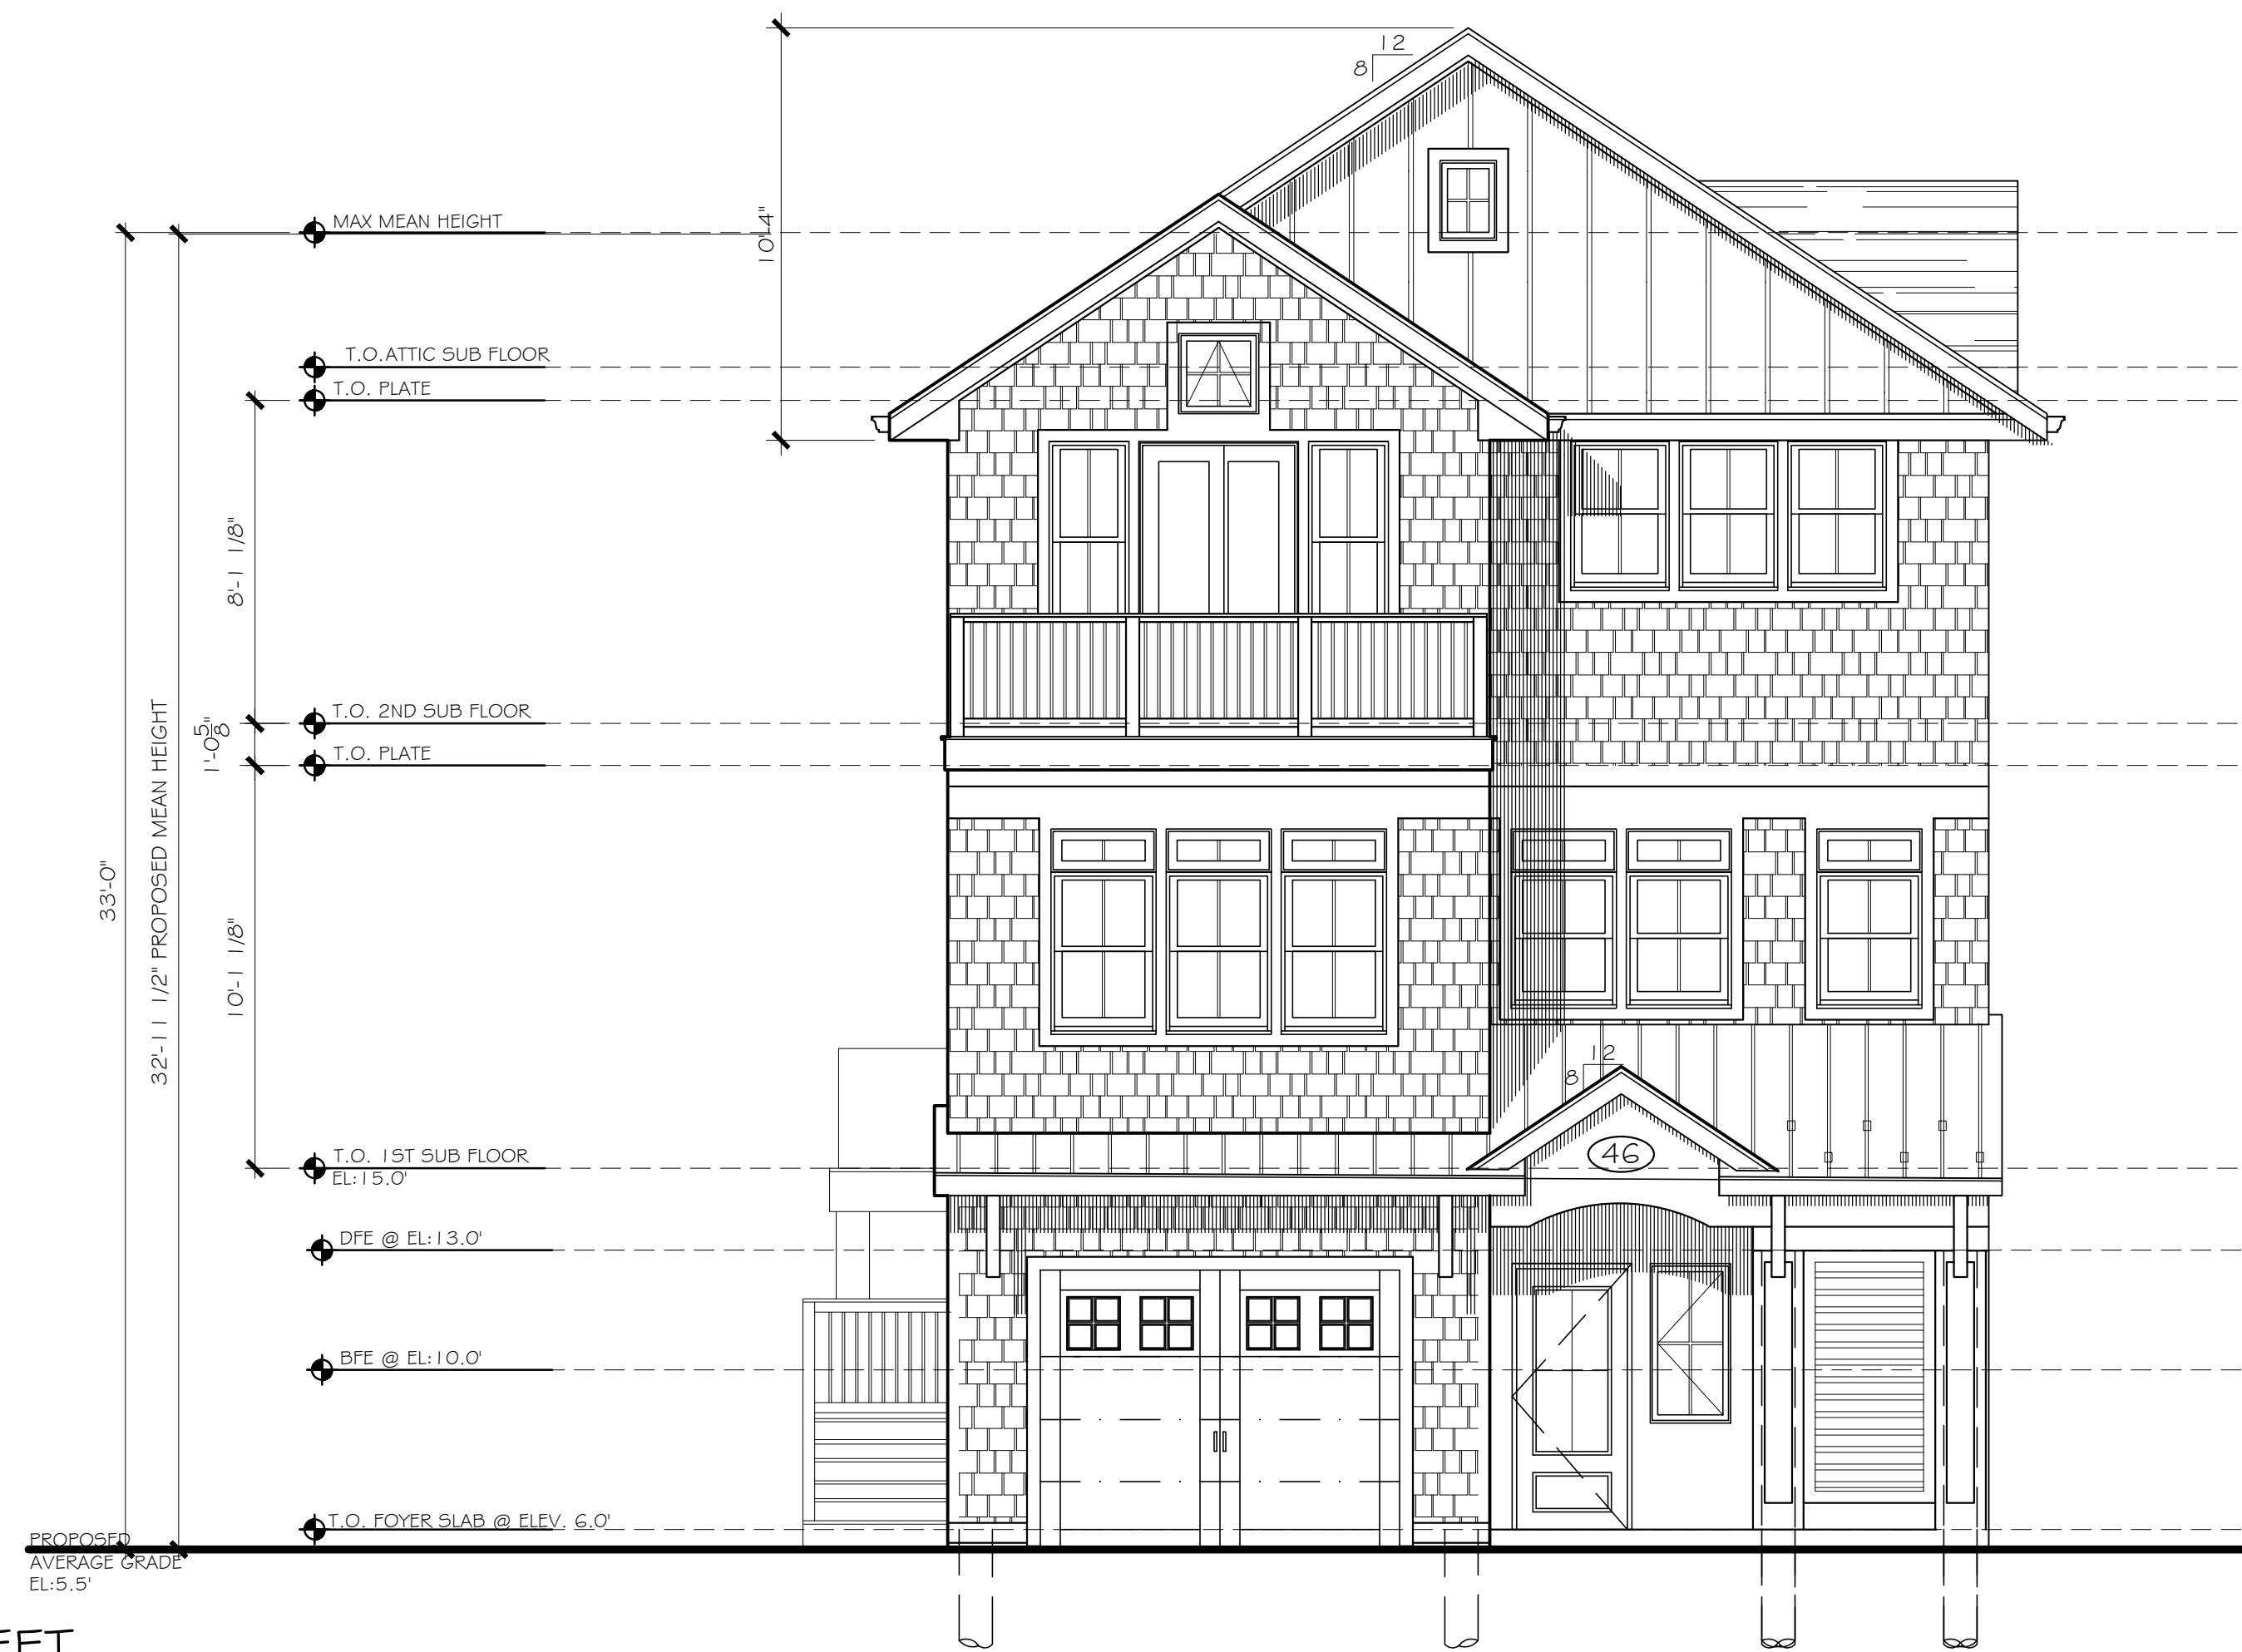 12
8
10'-4"
MAX MEAN HEIGHT
T.O.ATTIC SUB FLOOR
T.O. PLATE
8'-1 1/8"
T.O. 2ND SUB FLOOR
1'-0 5/8"
T.O. PLATE
33'-0"
32'-11 1/2" PROPOSED MEAN HEIGHT
10'-1 1/8"
12
8
46
T.O. 1ST SUB FLOOR
EL:15.0'
DFE @ EL:13.0'
BFE @ EL:10.0'
T.O. FOYER SLAB @ ELEV. 6.0'
PROPOSED
AVERAGE GRADE
EL:5.5'